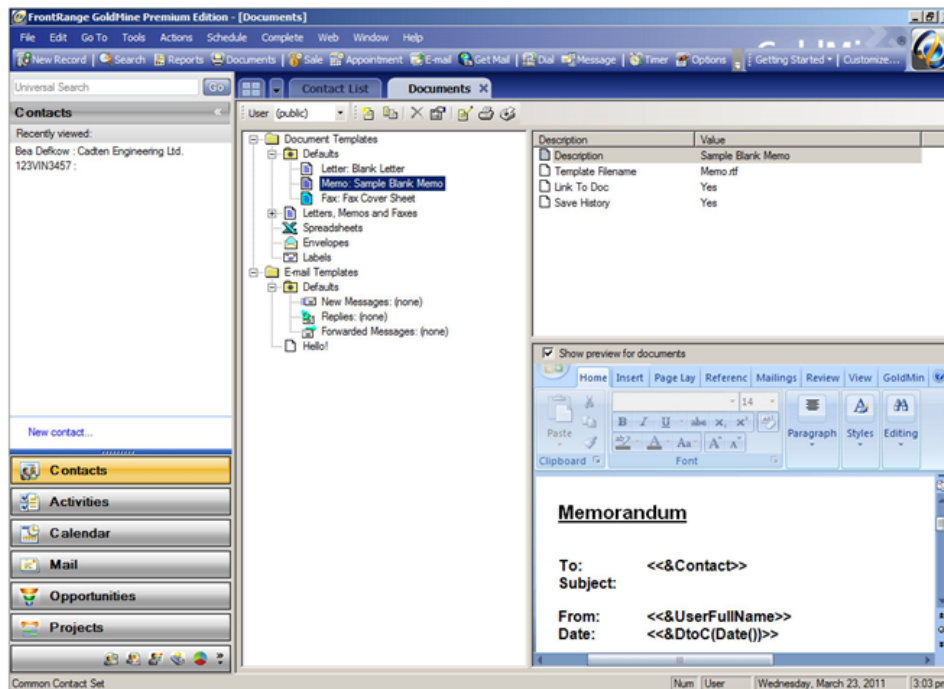 FrontRange GoldMine Premium Edition - [Documents]
File Edit Go To Tools Actions Schedule Complete Web Window Help
New Record Search Reports Documents Sale Appointment E-mail Get Mail Dial Message Timer Options Getting Started Customize...
Universal Search Go Contact List Documents X
Contacts
User (public)
Recently viewed:
Bea Defkow : Cadten Engineering Ltd.
123VIN3457 :
Document Templates
Defaults
Letter: Blank Letter
Memo: Sample Blank Memo
Fax: Fax Cover Sheet
Letters, Memos and Faxes
Spreadsheets
Envelopes
Labels
E-mail Templates
Defaults
New Messages: (none)
Replies: (none)
Forwarded Messages: (none)
Hello!
Description Value
Description Sample Blank Memo
Template Filename Memo.rtf
Link To Doc Yes
Save History Yes
Show preview for documents
Home Insert Page Lay Referenc Mailings Review View GoldMin
14
B I U abc x, x²
Paste
Aa A A
Paragraph Styles Editing
Clipboard Font
Memorandum
To: <<&Contact>>
Subject:
From: <<&UserFullName>>
Date: <<&DtoC(Date())>>
New contact...
Contacts
Activities
Calendar
Mail
Opportunities
Projects
Common Contact Set Num User Wednesday, March 23, 2011 3:03 pm